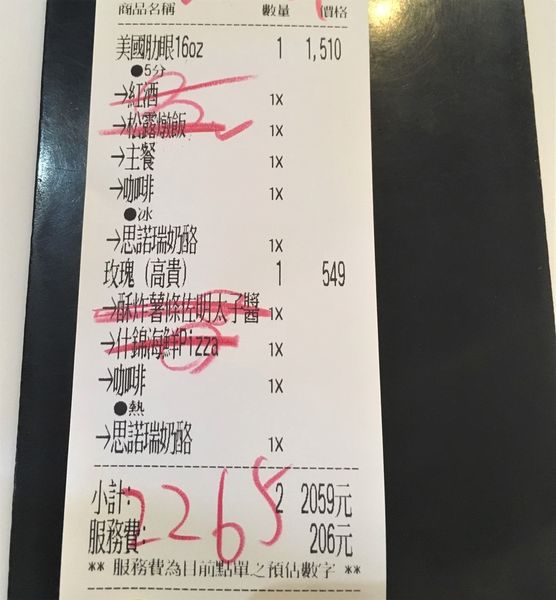 商品名稱 數量 價格
美國肋眼16oz 1 1,510
●5分
→紅酒 1X
→松露燉飯 1X
→主餐 1X
→咖啡 1X
●冰
→思諾瑞奶酪 1X
玫瑰（高貴） 1 549
→酥炸薯條佐明太子醬 1X
→什錦海鮮Pizza 1X
→咖啡 1X
●熱
→思諾瑞奶酪 1X
小計: 2 2059元
2265
服務費: 206元
** 服務費為目前點單之預估數字 **